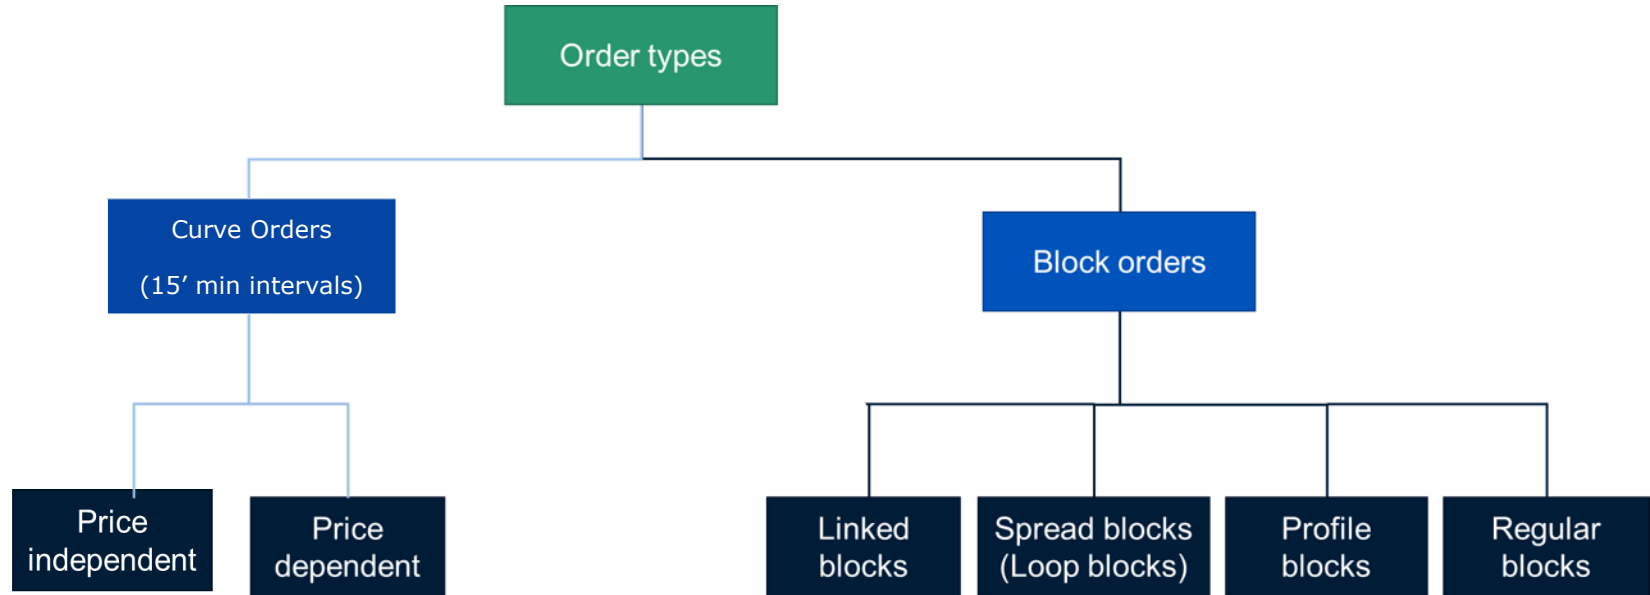 Order types
Curve Orders
(15’ min intervals)
Block orders
Price
independent
Price
dependent
Linked
blocks
Spread blocks
(Loop blocks)
Profile
blocks
Regular
blocks